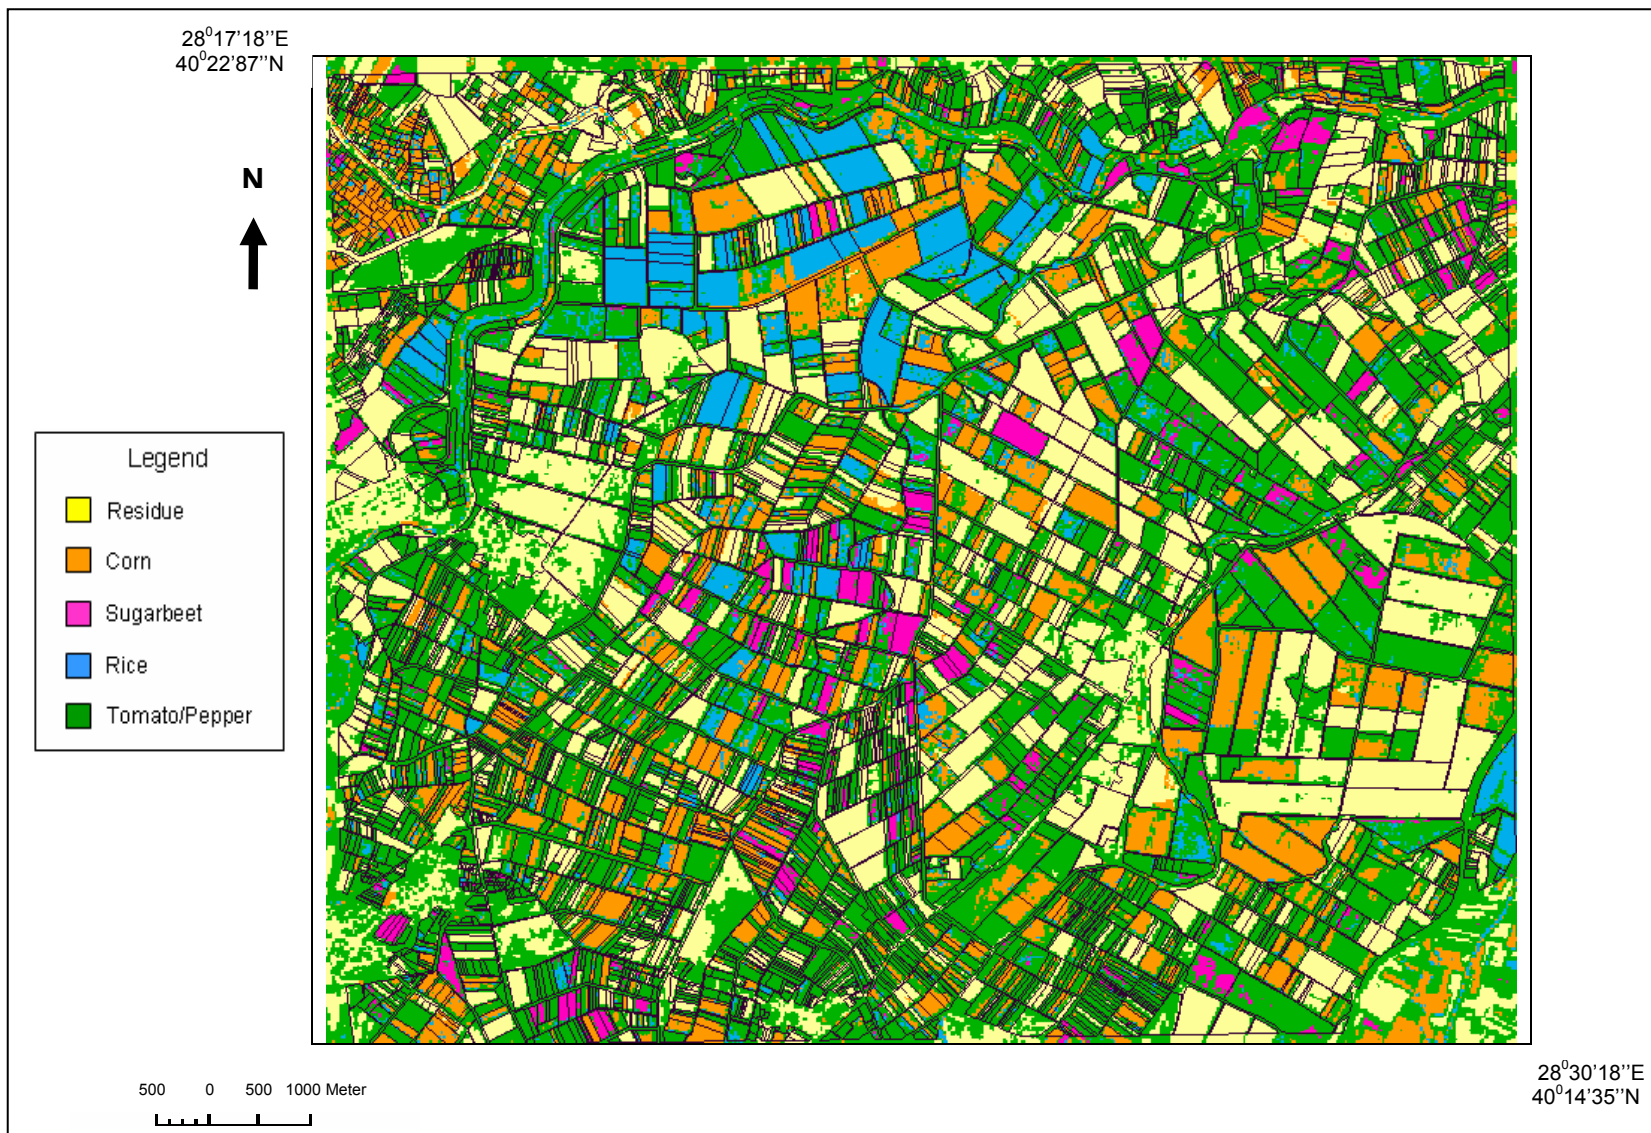 28⁰17'18’’E
40⁰22'87’’N
N
Legend
Residue
Corn
Sugarbeet
Rice
Tomato/Pepper
500 0 500 1000 Meter
28⁰30'18’’E
40⁰14'35’’N